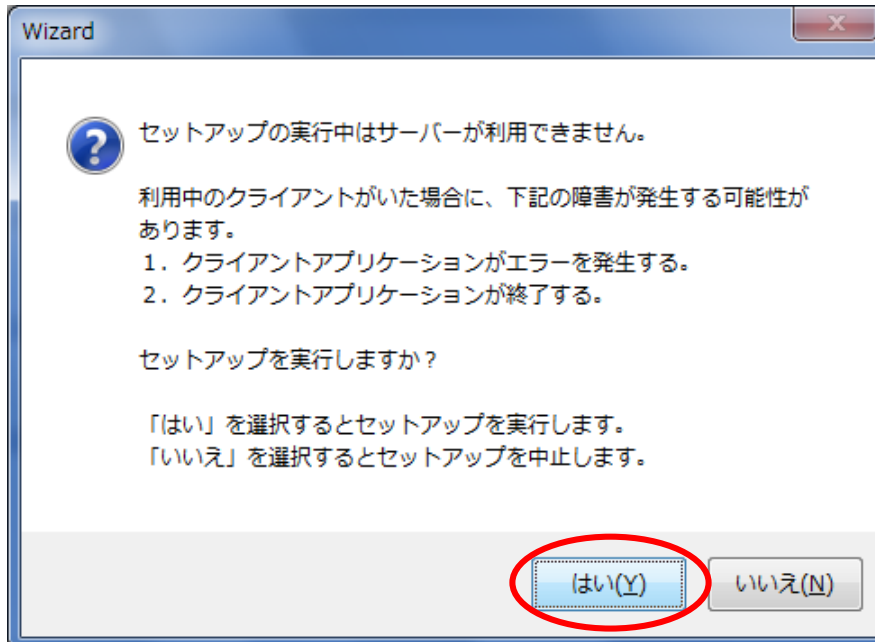 Wizard
セットアップの実行中はサーバーが利用できません。
利用中のクライアントがいた場合に、下記の障害が発生する可能性が
あります。
１．クライアントアプリケーションがエラーを発生する。
２．クライアントアプリケーションが終了する。
セットアップを実行しますか？
「はい」を選択するとセットアップを実行します。
「いいえ」を選択するとセットアップを中止します。
はい(Y)
いいえ(N)